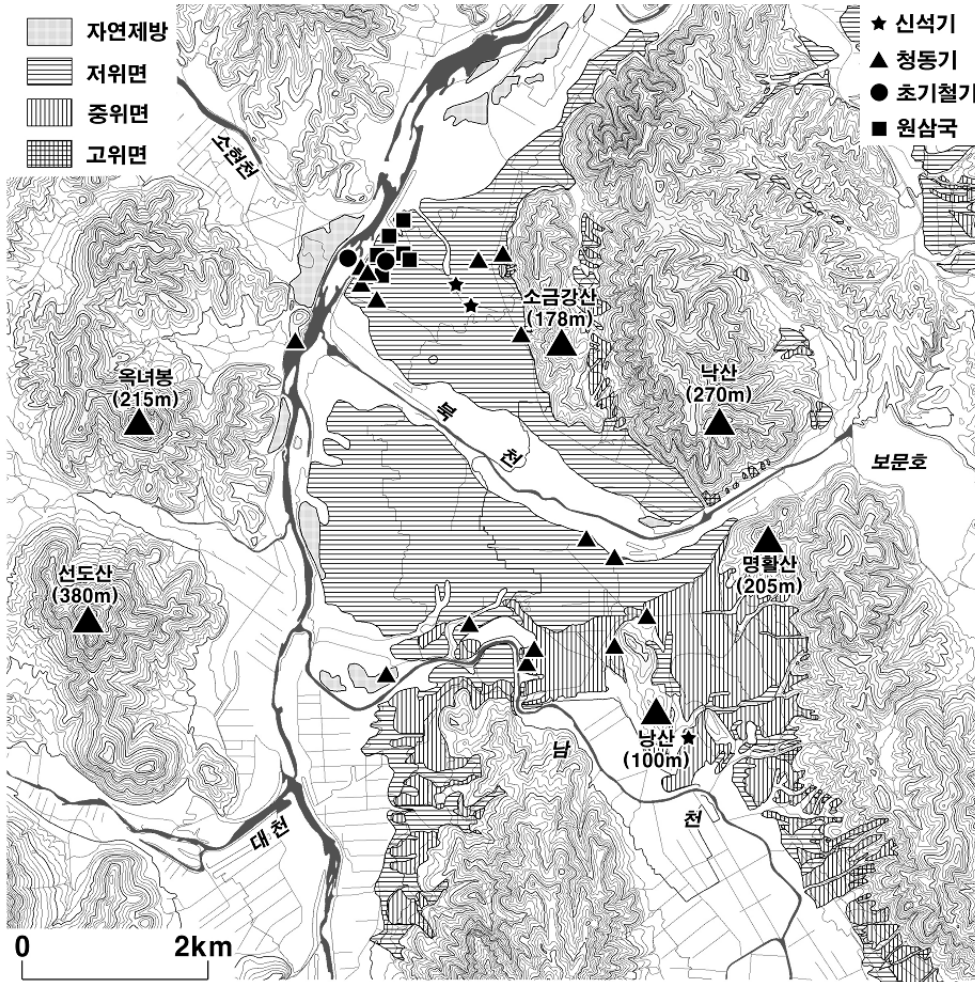 자연제방
저위면
중위면
고위면
신석기
청동기
초기철기
원삼국
소현천
소금강산
(178m)
옥녀봉
(215m)
낙산
(270m)
북천
보문호
선도산
(380m)
명활산
(205m)
낭산
(100m)
남천
대천
0 2km